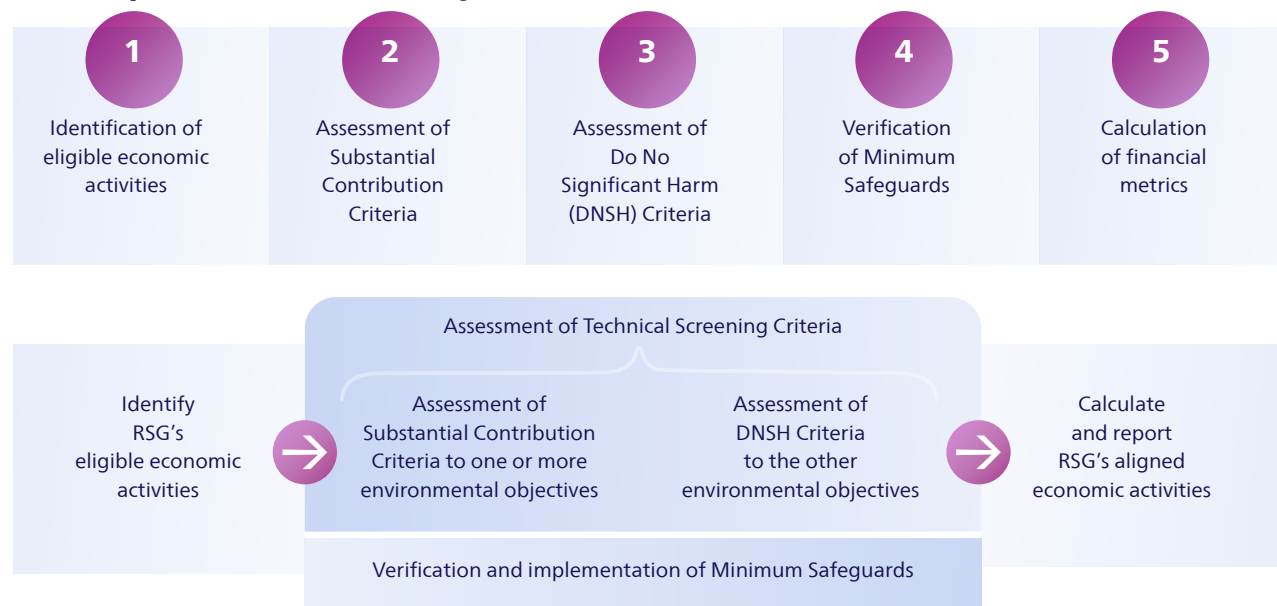 1
Identification of
eligible economic
activities
2
Assessment of
Substantial
Contribution
Criteria
3
Assessment of
Do No
Significant Harm
(DNSH) Criteria
4
Verification
of Minimum
Safeguards
5
Calculation
of financial
metrics
Assessment of Technical Screening Criteria
Identify
RSG's
eligible economic
activities
Assessment of
Substantial Contribution
Criteria to one or more
environmental objectives
Assessment of
DNSH Criteria
to the other
environmental objectives
Calculate
and report
RSG's aligned
economic activities
Verification and implementation of Minimum Safeguards